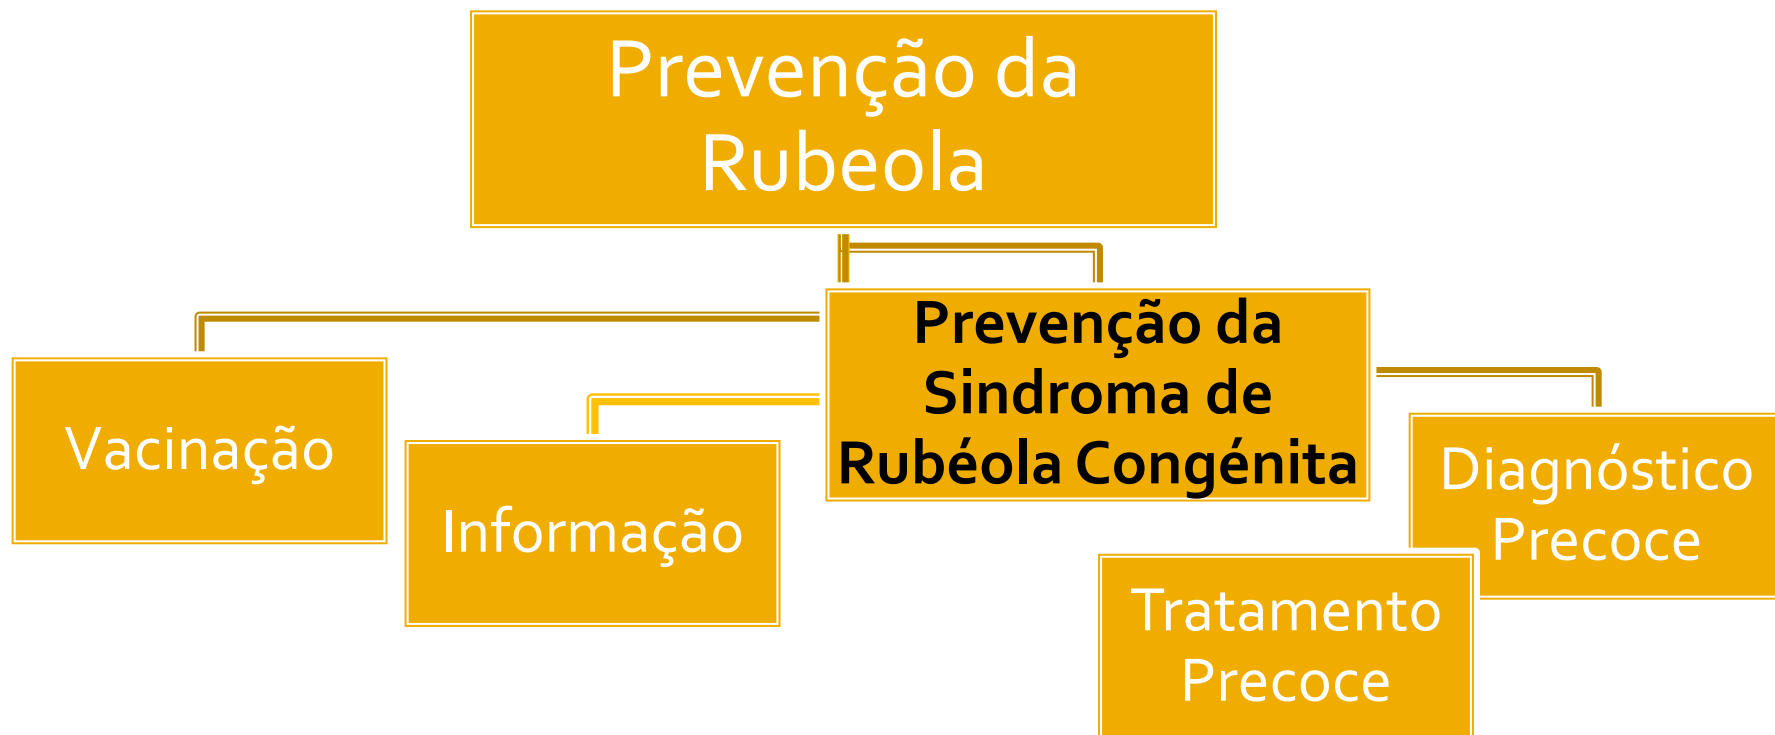 Prevenção da
Rubeola
Prevenção da
Sindroma de
Rubéola Congénita
Vacinação
Informação
Diagnóstico
Precoce
Tratamento
Precoce